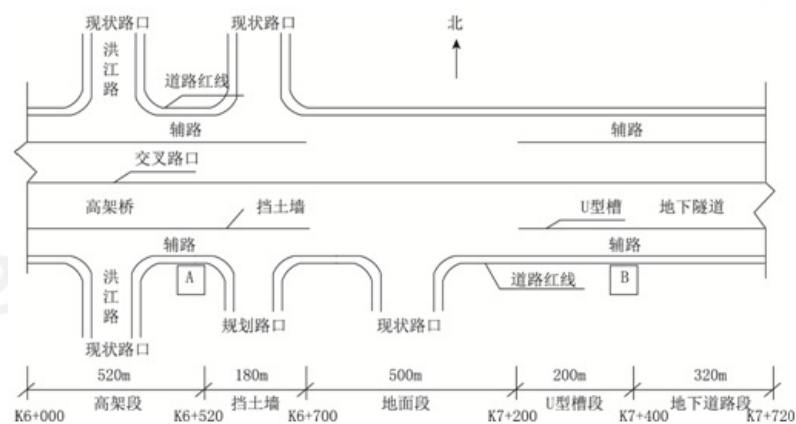 现状路口
现状路口
北
洪江路
道路红线
辅路
辅路
交叉路口
高架桥
挡土墙
U型槽
地下隧道
辅路
辅路
洪江路
A
B
道路红线
规划路口
现状路口
现状路口
520m
180m
500m
200m
320m
高架段
挡土墙
地面段
U型槽段
地下道路段
K6+000
K6+520
K6+700
K7+200
K7+400
K7+720